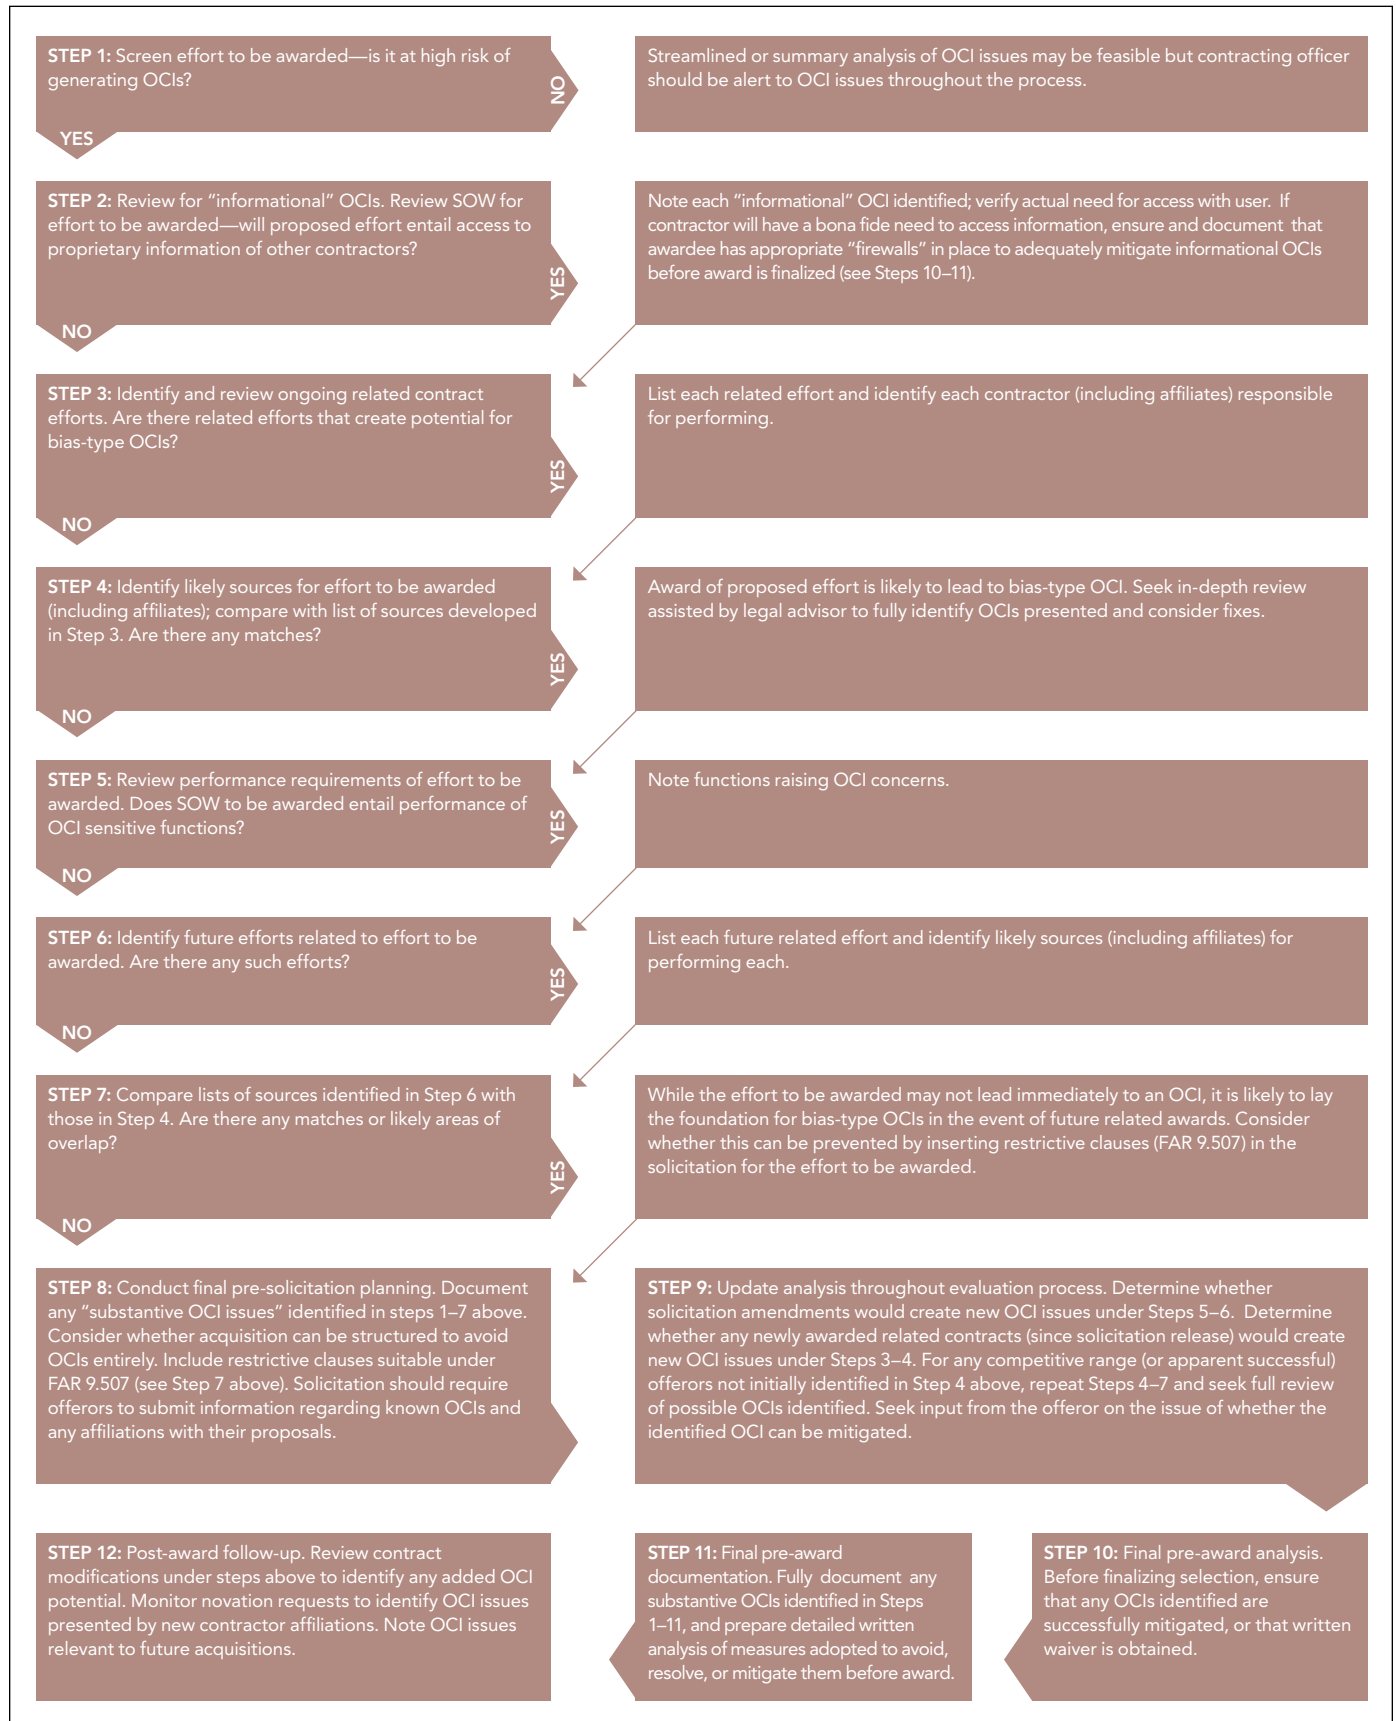 STEP 1: Screen effort to be awarded—is it at high risk of
generating OCIs?
NO
YES
Streamlined or summary analysis of OCI issues may be feasible but contracting officer
should be alert to OCI issues throughout the process.
STEP 2: Review for “informational” OCIs. Review SOW for
effort to be awarded—will proposed effort entail access to
proprietary information of other contractors?
YES
NO
Note each “informational” OCI identified; verify actual need for access with user. If
contractor will have a bona fide need to access information, ensure and document that
awardee has appropriate “firewalls” in place to adequately mitigate informational OCIs
before award is finalized (see Steps 10–11).
STEP 3: Identify and review ongoing related contract
efforts. Are there related efforts that create potential for
bias-type OCIs?
YES
NO
List each related effort and identify each contractor (including affiliates) responsible
for performing.
STEP 4: Identify likely sources for effort to be awarded
(including affiliates); compare with list of sources developed
in Step 3. Are there any matches?
YES
NO
Award of proposed effort is likely to lead to bias-type OCI. Seek in-depth review
assisted by legal advisor to fully identify OCIs presented and consider fixes.
STEP 5: Review performance requirements of effort to be
awarded. Does SOW to be awarded entail performance of
OCI sensitive functions?
YES
NO
Note functions raising OCI concerns.
STEP 6: Identify future efforts related to effort to be
awarded. Are there any such efforts?
YES
NO
List each future related effort and identify likely sources (including affiliates) for
performing each.
STEP 7: Compare lists of sources identified in Step 6 with
those in Step 4. Are there any matches or likely areas of
overlap?
YES
NO
While the effort to be awarded may not lead immediately to an OCI, it is likely to lay
the foundation for bias-type OCIs in the event of future related awards. Consider
whether this can be prevented by inserting restrictive clauses (FAR 9.507) in the
solicitation for the effort to be awarded.
STEP 8: Conduct final pre-solicitation planning. Document
any “substantive OCI issues” identified in steps 1–7 above.
Consider whether acquisition can be structured to avoid
OCIs entirely. Include restrictive clauses suitable under
FAR 9.507 (see Step 7 above). Solicitation should require
offerors to submit information regarding known OCIs and
any affiliations with their proposals.
STEP 9: Update analysis throughout evaluation process. Determine whether
solicitation amendments would create new OCI issues under Steps 5–6. Determine
whether any newly awarded related contracts (since solicitation release) would create
new OCI issues under Steps 3–4. For any competitive range (or apparent successful)
offerors not initially identified in Step 4 above, repeat Steps 4–7 and seek full review
of possible OCIs identified. Seek input from the offeror on the issue of whether the
identified OCI can be mitigated.
STEP 12: Post-award follow-up. Review contract
modifications under steps above to identify any added OCI
potential. Monitor novation requests to identify OCI issues
presented by new contractor affiliations. Note OCI issues
relevant to future acquisitions.
STEP 11: Final pre-award
documentation. Fully document any
substantive OCIs identified in Steps
1–11, and prepare detailed written
analysis of measures adopted to avoid,
resolve, or mitigate them before award.
STEP 10: Final pre-award analysis.
Before finalizing selection, ensure
that any OCIs identified are
successfully mitigated, or that written
waiver is obtained.